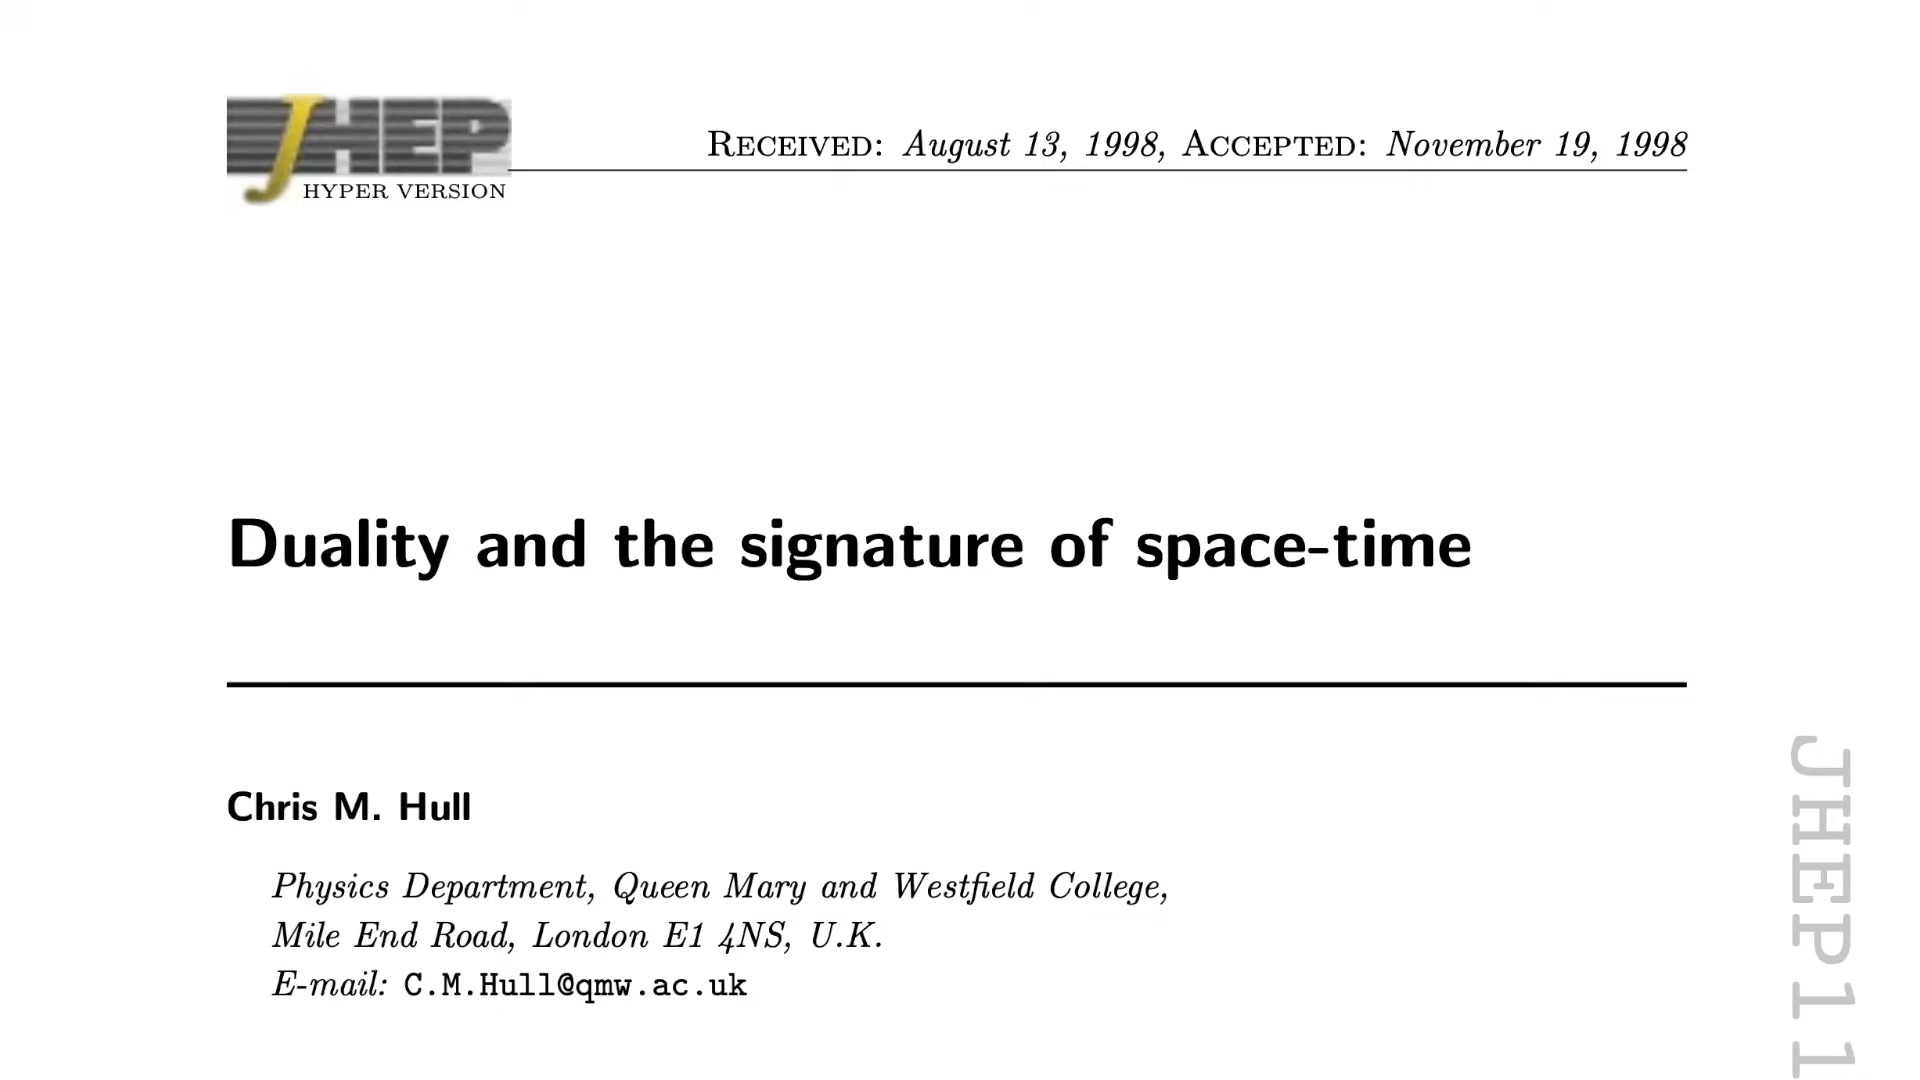 JHEP
HYPER VERSION
RECEIVED: August 13, 1998, ACCEPTED: November 19, 1998
Duality and the signature of space-time
Chris M. Hull
Physics Department, Queen Mary and Westfield College,
Mile End Road, London E1 4NS, U.K.
E-mail: C.M.Hull@qmw.ac.uk
JHEP11